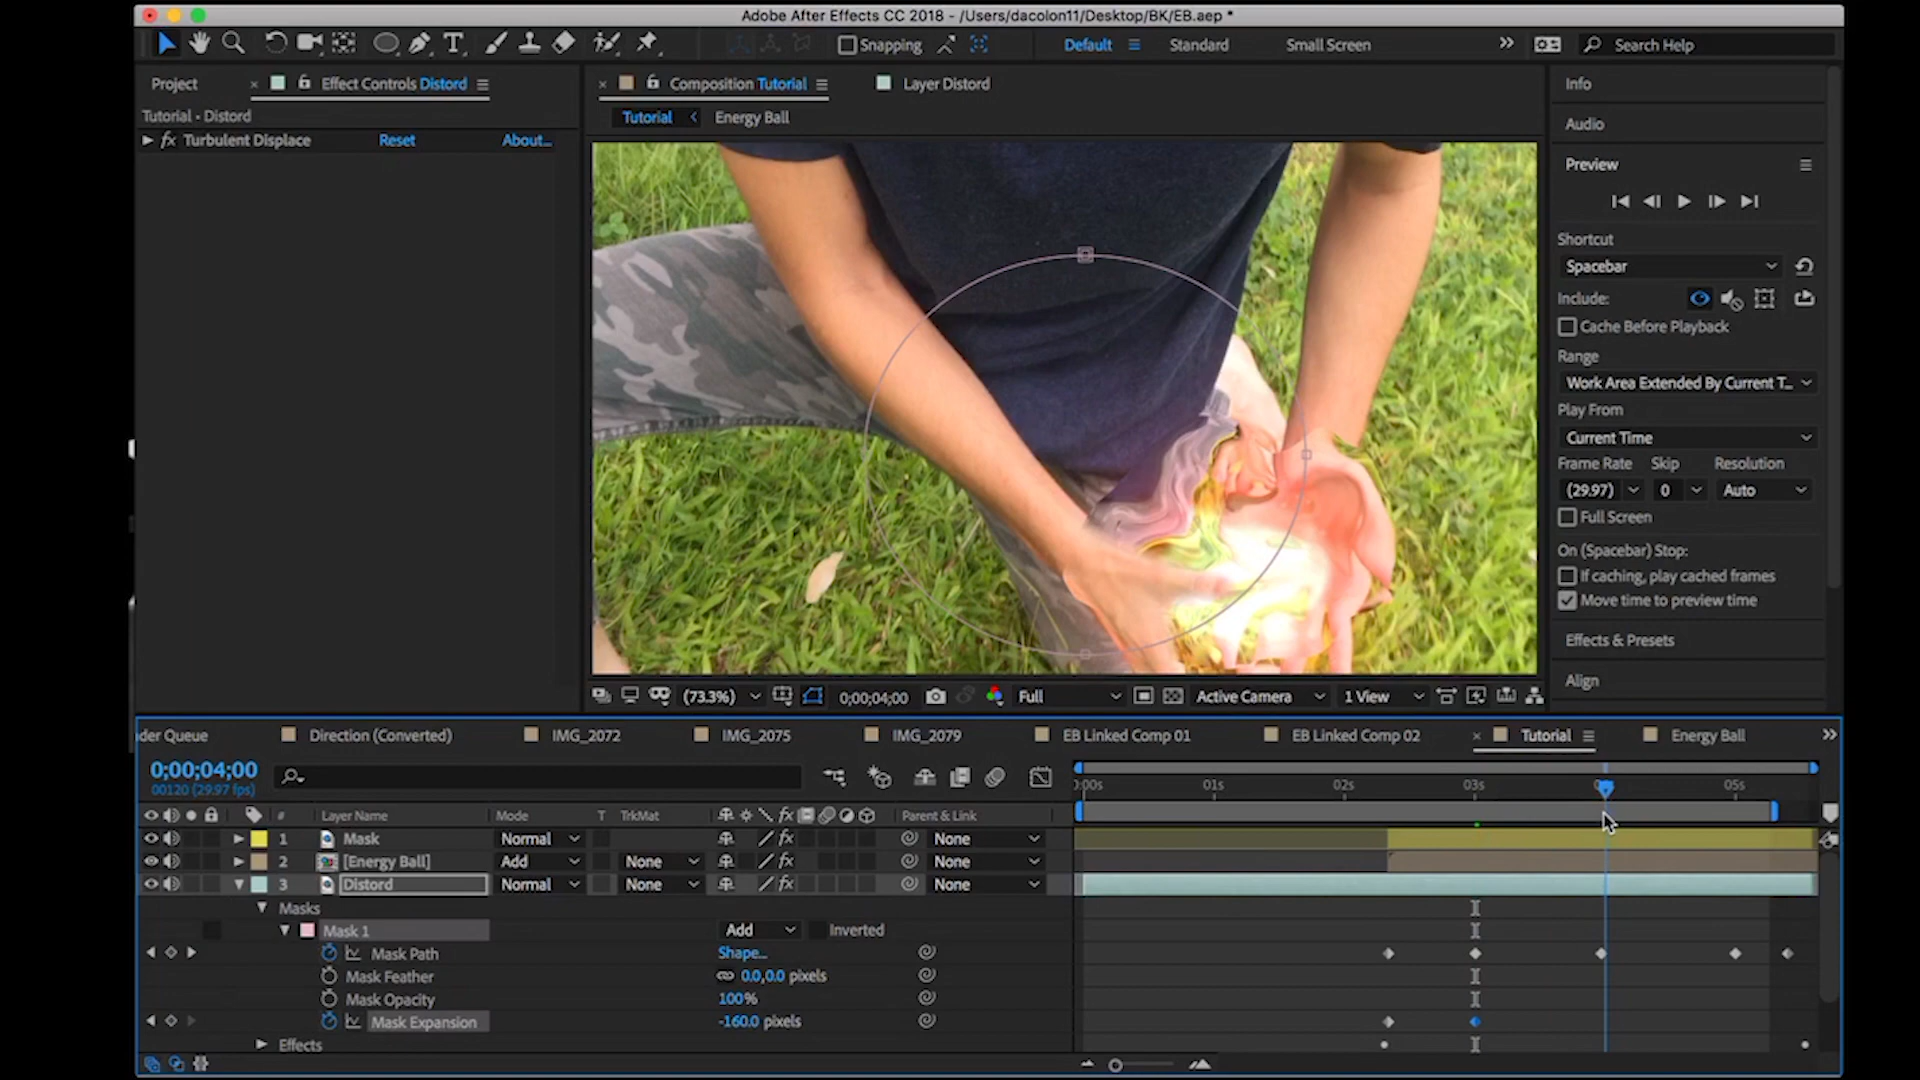 Adobe After Effects CC 2018 - /Users/dacolon11/Desktop/BK/EB.aep *
Snapping
Default
Standard
Small Screen
Search Help
Project
Effect Controls Distord
Composition Tutorial
Layer Distord
Info
Tutorial • Distord
Tutorial
Energy Ball
Audio
fx Turbulent Displace
Reset
About...
Preview
Shortcut
Spacebar
Include:
Cache Before Playback
Range
Work Area Extended By Current T...
Play From
Current Time
Frame Rate
Skip
Resolution
(29.97)
0
Auto
Full Screen
On (Spacebar) Stop:
If caching, play cached frames
Move time to preview time
Effects & Presets
Align
(73.3%)
0;00;04;00
Full
Active Camera
1 View
der Queue
Direction (Converted)
IMG_2072
IMG_2075
IMG_2079
EB Linked Comp 01
EB Linked Comp 02
Tutorial
Energy Ball
0;00;04;00
00120 (29.97 fps)
):00s
01s
02s
03s
05s
#
Layer Name
Mode
T
TrkMat
fx
Parent & Link
1
Mask
Normal
fx
None
2
[Energy Ball]
Add
None
fx
None
3
Distord
Normal
None
fx
None
Masks
Mask 1
Add
Inverted
Mask Path
Shape...
Mask Feather
0.0,0.0 pixels
Mask Opacity
100%
Mask Expansion
-160.0 pixels
Effects